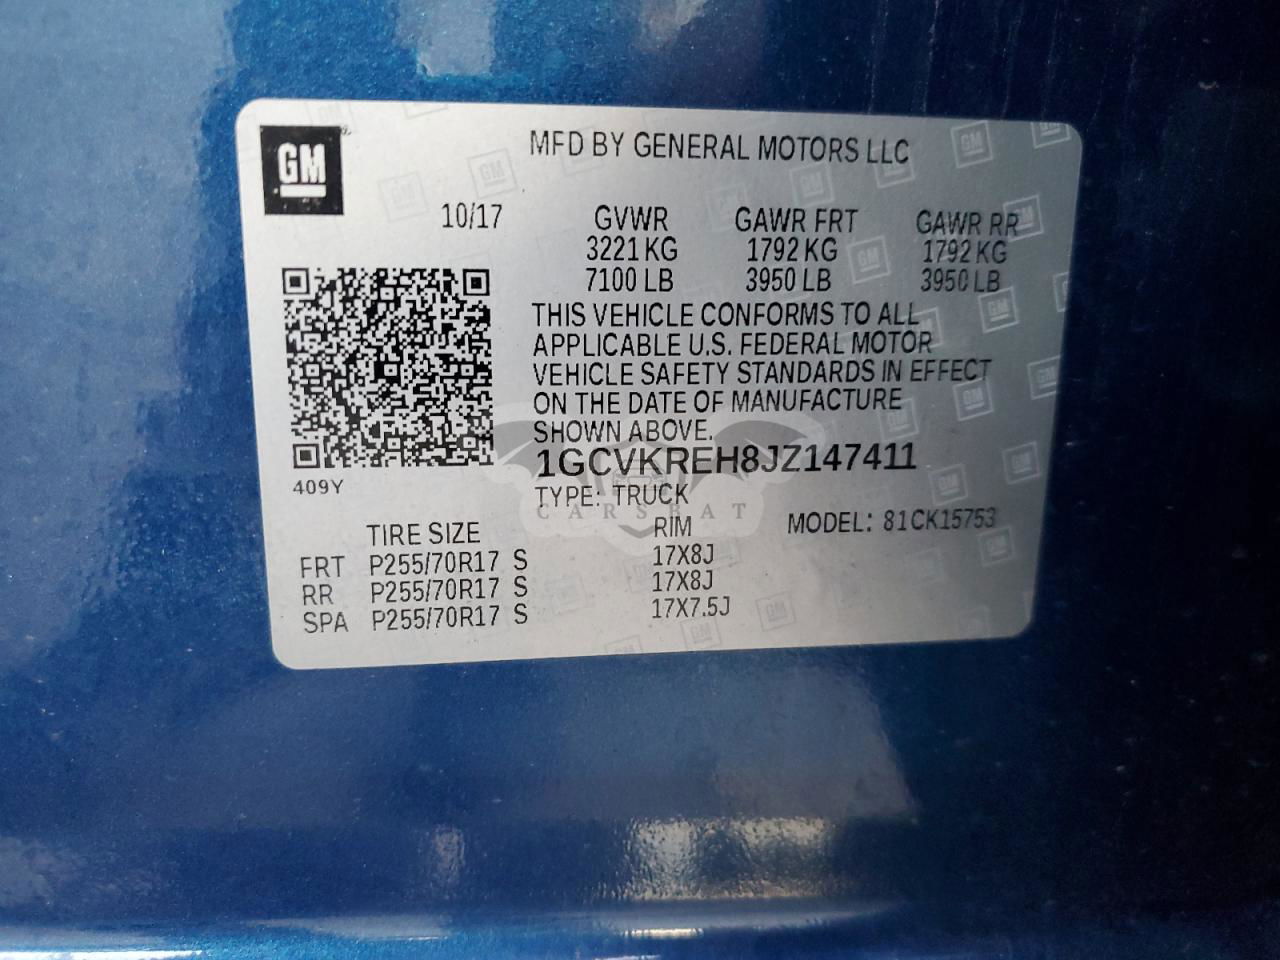 GM
MFD BY GENERAL MOTORS LLC
10/17 GVWR GAWR FRT GAWR RR
3221 KG 1792 KG 1792 KG
7100 LB 3950 LB 3950 LB
THIS VEHICLE CONFORMS TO ALL
APPLICABLE U.S. FEDERAL MOTOR
VEHICLE SAFETY STANDARDS IN EFFECT
ON THE DATE OF MANUFACTURE
SHOWN ABOVE.
1GCVKREH8JZ147411
409Y
TYPE: TRUCK
CARSBAT
TIRE SIZE RIM MODEL: 81CK15753
FRT P255/70R17 S 17X8J
RR P255/70R17 S 17X8J
SPA P255/70R17 S 17X7.5J